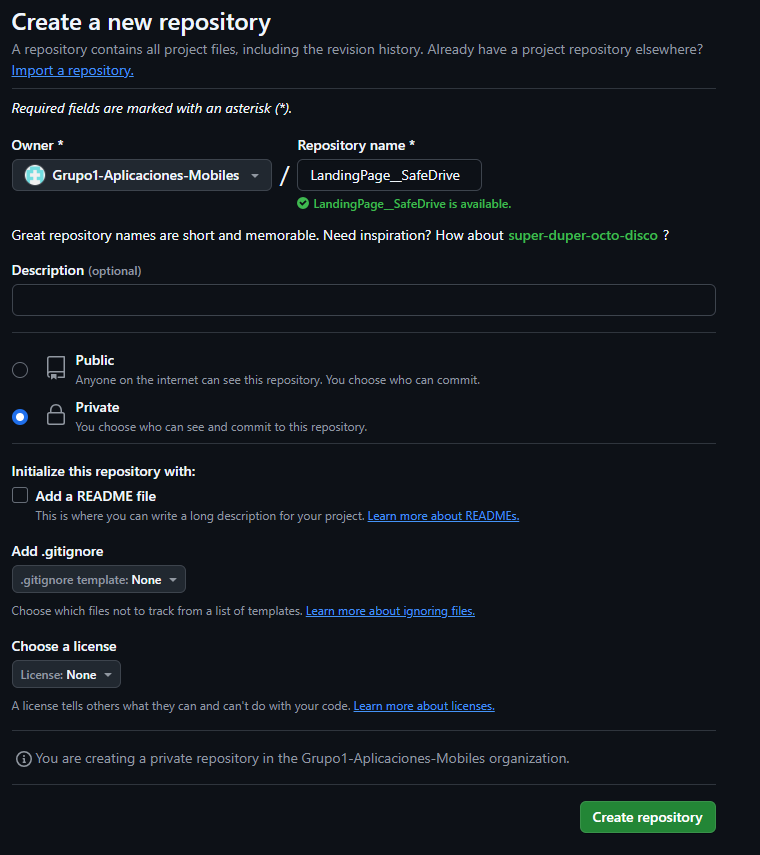 Create a new repository
A repository contains all project files, including the revision history. Already have a project repository elsewhere?
Import a repository.
Required fields are marked with an asterisk (*).
Owner * Repository name *
Grupo1-Aplicaciones-Mobiles / LandingPage__SafeDrive
LandingPage__SafeDrive is available.
Great repository names are short and memorable. Need inspiration? How about super-duper-octo-disco ?
Description (optional)
Public
Anyone on the internet can see this repository. You choose who can commit.
Private
You choose who can see and commit to this repository.
Initialize this repository with:
Add a README file
This is where you can write a long description for your project. Learn more about READMEs.
Add .gitignore
.gitignore template: None
Choose which files not to track from a list of templates. Learn more about ignoring files.
Choose a license
License: None
A license tells others what they can and can't do with your code. Learn more about licenses.
You are creating a private repository in the Grupo1-Aplicaciones-Mobiles organization.
Create repository